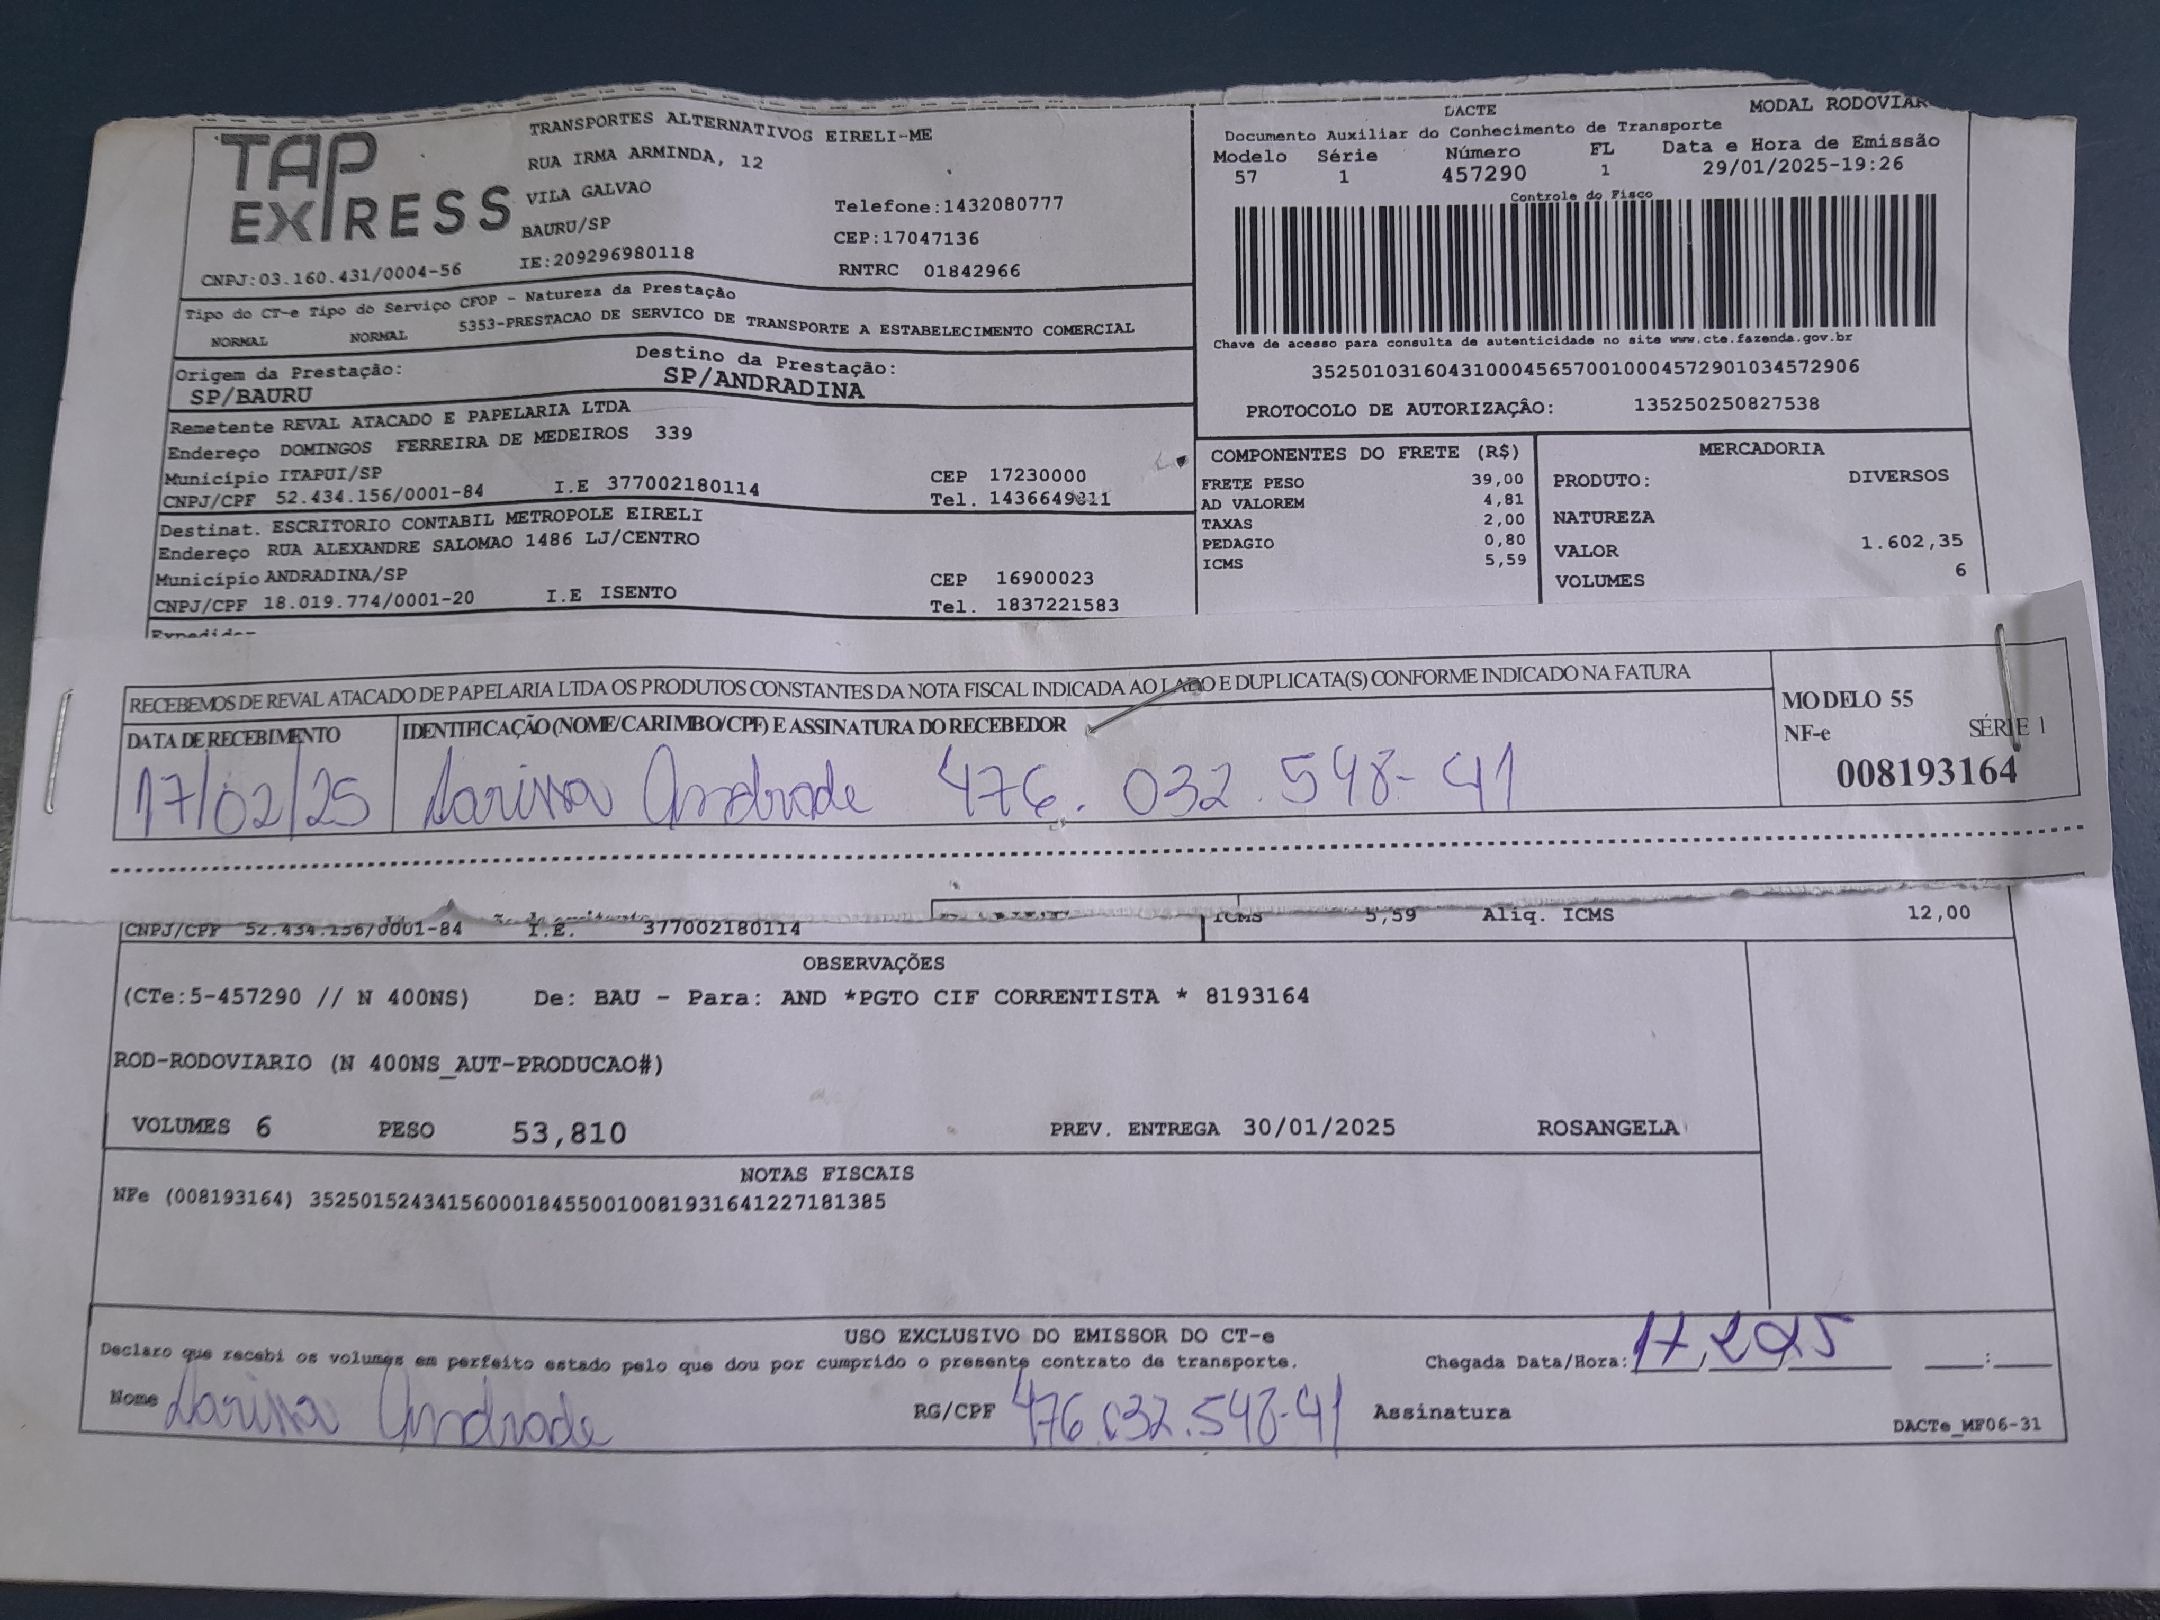 TAP EXPRESS
TRANSPORTES ALTERNATIVOS EIRELI-ME
RUA IRMA ARMINDA, 12
VILA GALVAO
BAURU/SP
Telefone:1432080777
CEP:17047136
CNPJ:03.160.431/0004-56 IE:209296980118 RNTRC 01842966
DACTE MODAL RODOVIAR
Documento Auxiliar do Conhecimento de Transporte
Modelo Série Número FL Data e Hora de Emissão
57 1 457290 1 29/01/2025-19:26
Controle do Fisco
Chave de acesso para consulta de autenticidade no site www.cte.fazenda.gov.br
35250103160431000456570010004572901034572906
PROTOCOLO DE AUTORIZAÇÂO: 135250250827538
Tipo do CT-e Tipo do Serviço CFOP - Natureza da Prestação
NORMAL NORMAL 5353-PRESTACAO DE SERVICO DE TRANSPORTE A ESTABELECIMENTO COMERCIAL
Origem da Prestação: Destino da Prestação:
SP/BAURU SP/ANDRADINA
Remetente REVAL ATACADO E PAPELARIA LTDA
Endereço DOMINGOS FERREIRA DE MEDEIROS 339
Município ITAPUI/SP CEP 17230000
CNPJ/CPF 52.434.156/0001-84 I.E 377002180114 Tel. 1436649811
Destinat. ESCRITORIO CONTABIL METROPOLE EIRELI
Endereço RUA ALEXANDRE SALOMAO 1486 LJ/CENTRO
Município ANDRADINA/SP CEP 16900023
CNPJ/CPF 18.019.774/0001-20 I.E ISENTO Tel. 1837221583
COMPONENTES DO FRETE (R$)
FRETE PESO 39,00
AD VALOREM 4,81
TAXAS 2,00
PEDAGIO 0,80
ICMS 5,59
MERCADORIA
PRODUTO: DIVERSOS
NATUREZA
VALOR 1.602,35
VOLUMES 6
RECEBEMOS DE REVAL ATACADO DE PAPELARIA LTDA OS PRODUTOS CONSTANTES DA NOTA FISCAL INDICADA AO LADO E DUPLICATA(S) CONFORME INDICADO NA FATURA
DATA DE RECEBIMENTO IDENTIFICAÇÃO (NOME/CARIMBO/CPF) E ASSINATURA DO RECEBEDOR
17/02/25 Larissa Andrade 476.032.548-41
MODELO 55
NF-e SÉRIE 1
008193164
CNPJ/CPF 52.434.156/0001-84 I.E. 377002180114 ICMS 5,59 Aliq. ICMS 12,00
OBSERVAÇÕES
(CTe:5-457290 // N 400NS) De: BAU - Para: AND *PGTO CIF CORRENTISTA * 8193164
ROD-RODOVIARIO (N 400NS_AUT-PRODUCAO#)
VOLUMES 6 PESO 53,810 PREV. ENTREGA 30/01/2025 ROSANGELA
NOTAS FISCAIS
NFe (008193164) 35250152434156000184550010081931641227181385
USO EXCLUSIVO DO EMISSOR DO CT-e
Declaro que recebi os volumes em perfeito estado pelo que dou por cumprido o presente contrato de transporte. Chegada Data/Hora: 17/2/25 __:__
Nome Larissa Andrade RG/CPF 476.032.548-41 Assinatura
DACTe_MF06-31